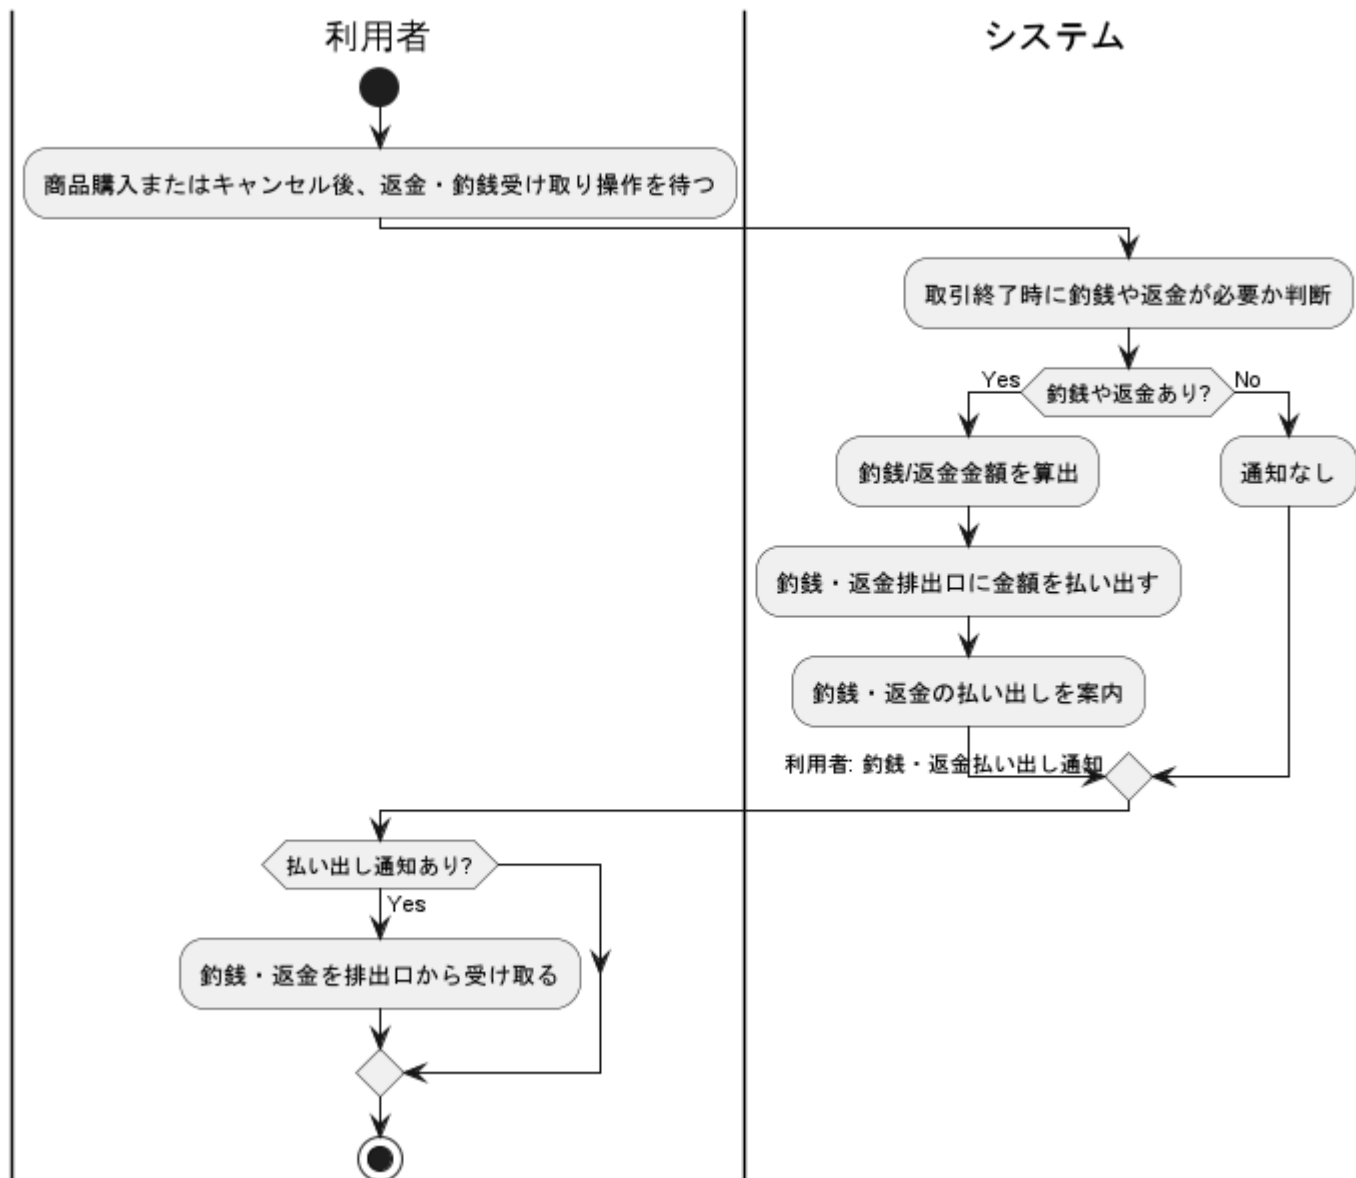 利用者
システム
商品購入またはキャンセル後、返金・釣銭受け取り操作を待つ
取引終了時に釣銭や返金が必要か判断
Yes
釣銭や返金あり?
No
釣銭/返金金額を算出
通知なし
釣銭・返金排出口に金額を払い出す
釣銭・返金の払い出しを案内
利用者: 釣銭・返金払い出し通知
払い出し通知あり?
Yes
釣銭・返金を排出口から受け取る